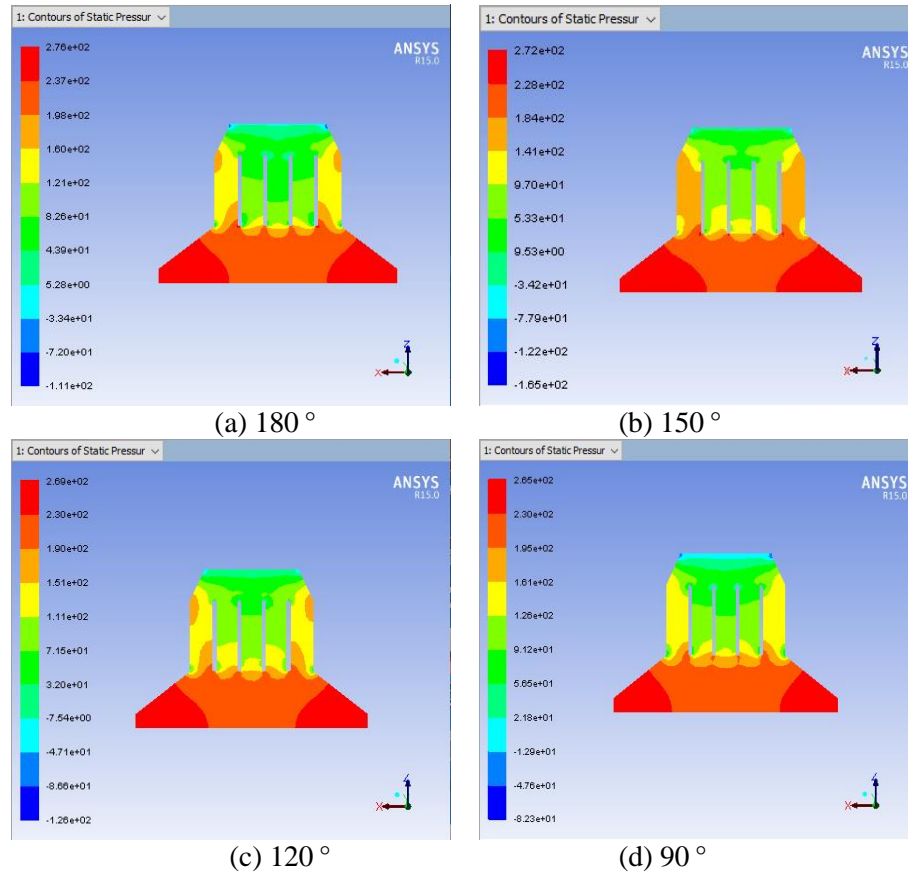 1: Contours of Static Pressur
ANSYS
R15.0
2.76e+02
2.37e+02
1.98e+02
1.60e+02
1.21e+02
8.26e+01
4.39e+01
5.28e+00
-3.34e+01
-7.20e+01
-1.11e+02
Z
X
(a) 180 °
1: Contours of Static Pressur
ANSYS
R15.0
2.72e+02
2.28e+02
1.84e+02
1.41e+02
9.70e+01
5.33e+01
9.53e+00
-3.42e+01
-7.79e+01
-1.22e+02
-1.65e+02
Z
X
(b) 150 °
1: Contours of Static Pressur
ANSYS
R15.0
2.69e+02
2.30e+02
1.90e+02
1.51e+02
1.11e+02
7.15e+01
3.20e+01
-7.54e+00
-4.71e+01
-8.66e+01
-1.26e+02
Z
X
(c) 120 °
1: Contours of Static Pressur
ANSYS
R15.0
2.65e+02
2.30e+02
1.95e+02
1.61e+02
1.26e+02
9.12e+01
5.65e+01
2.18e+01
-1.29e+01
-4.76e+01
-8.23e+01
Z
X
(d) 90 °